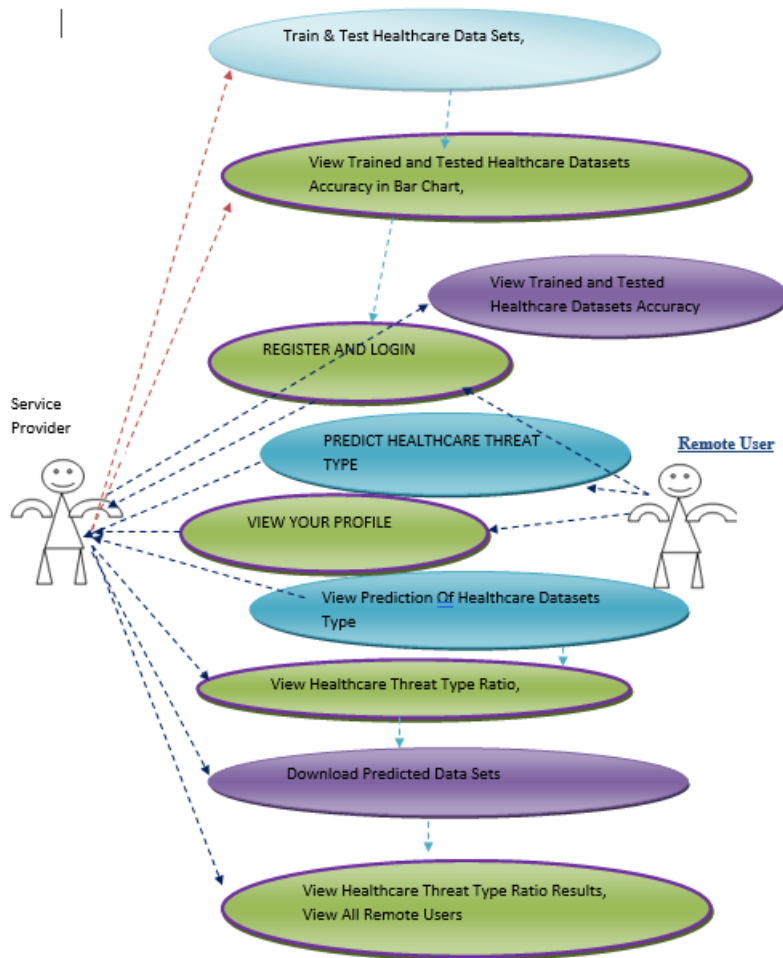 Train & Test Healthcare Data Sets,
View Trained and Tested Healthcare Datasets
Accuracy in Bar Chart,
View Trained and Tested
Healthcare Datasets Accuracy
REGISTER AND LOGIN
Service
Provider
PREDICT HEALTHCARE THREAT
TYPE
Remote User
VIEW YOUR PROFILE
View Prediction Of Healthcare Datasets
Type
View Healthcare Threat Type Ratio,
Download Predicted Data Sets
View Healthcare Threat Type Ratio Results,
View All Remote Users